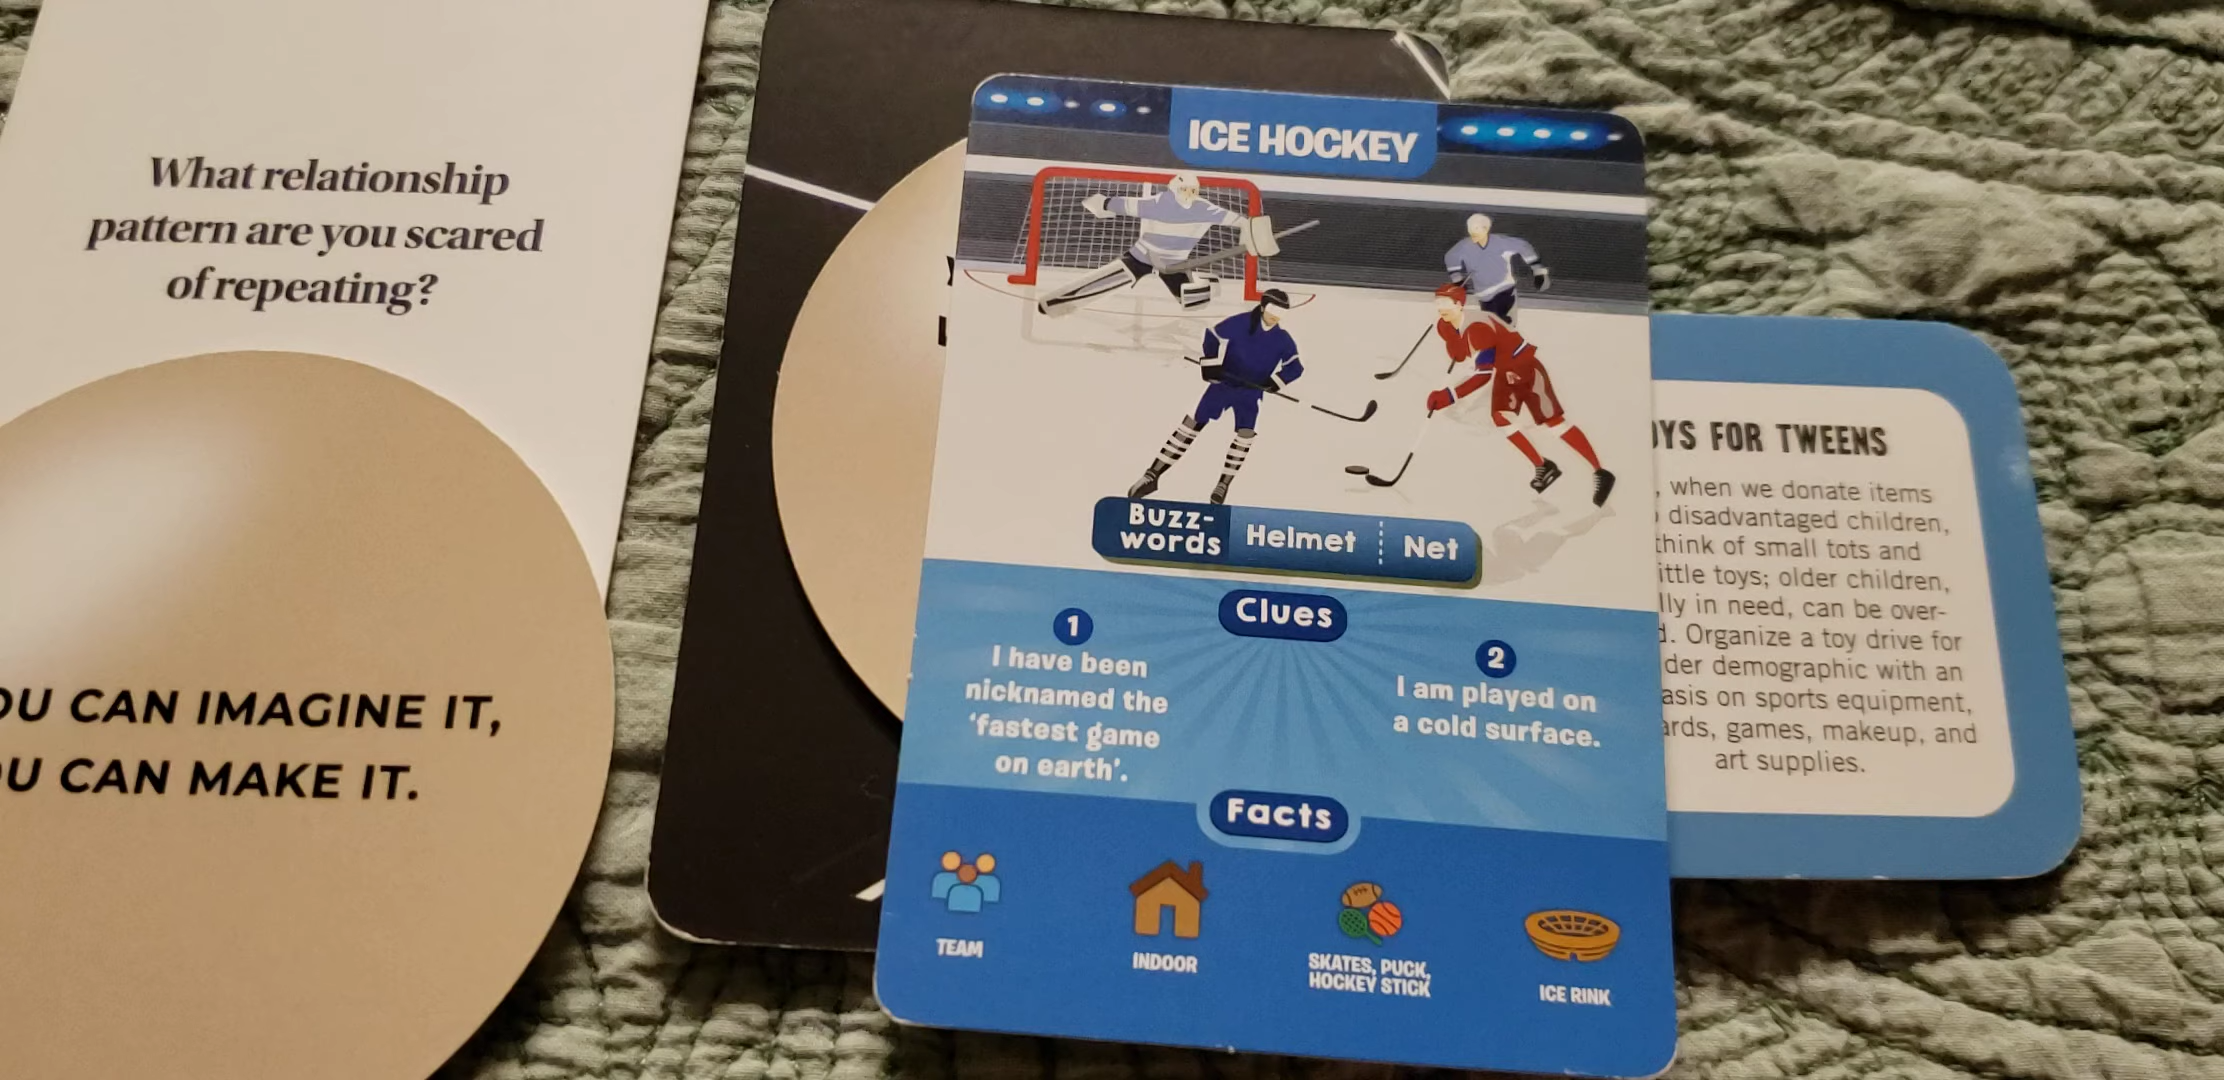 What relationship
pattern are you scared
of repeating?
OU CAN IMAGINE IT,
OU CAN MAKE IT.
ICE HOCKEY
Buzz-
words
Helmet
Net
Clues
1
I have been
nicknamed the
‘fastest game
on earth’.
2
I am played on
a cold surface.
Facts
TEAM
INDOOR
SKATES, PUCK,
HOCKEY STICK
ICE RINK
OYS FOR TWEENS
, when we donate items
disadvantaged children,
think of small tots and
ittle toys; older children,
lly in need, can be over-
d. Organize a toy drive for
der demographic with an
asis on sports equipment,
ards, games, makeup, and
art supplies.